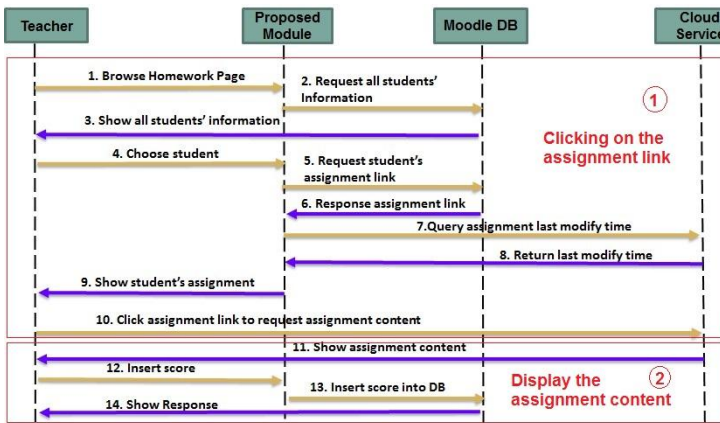 Teacher
Proposed
Module
Moodle DB
Cloud
Service
1. Browse Homework Page
2. Request all students'
Information
3. Show all students' information
1
Clicking on the
assignment link
4. Choose student
5. Request student's
assignment link
6. Response assignment link
7.Query assignment last modify time
8. Return last modify time
9. Show student's assignment
10. Click assignment link to request assignment content
11. Show assignment content
12. Insert score
13. Insert score into DB
14. Show Response
Display the
assignment content
2